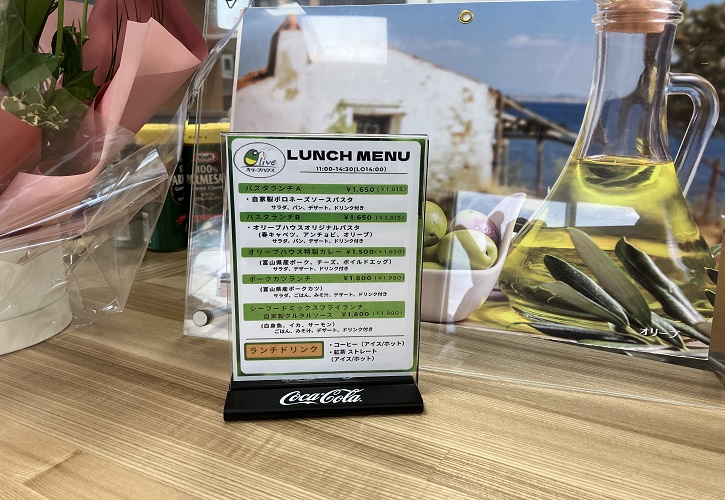 Olive
オリーブハウス
LUNCH MENU
11:00-14:30(LO14:00)
パスタランチA ¥1,650(¥1,815)
・自家製ボロネーズソースパスタ
サラダ、パン、デザート、ドリンク付き
パスタランチB ¥1,650(¥1,815)
・オリーブハウスオリジナルパスタ
(春キャベツ、アンチョビ、オリーブ)
サラダ、パン、デザート、ドリンク付き
オリーブハウス特製カレー ¥1,500(¥1,650)
(富山県産ポーク、チーズ、ボイルドエッグ)
サラダ、デザート、ドリンク付き
ポークカツランチ ¥1,800(¥1,980)
(富山県産ポークカツ)
サラダ、ごはん、みそ汁、デザート、ドリンク付き
シーフードミックスフライランチ
自家製タルタルソース ¥1,800(¥1,980)
(白身魚、イカ、サーモン)
ごはん、みそ汁、デザート、ドリンク付き
ランチドリンク
・コーヒー(アイス/ホット)
・紅茶 ストレート
(アイス/ホット)
Coca-Cola
Kraft
100%
PARMESAN
オリーブ